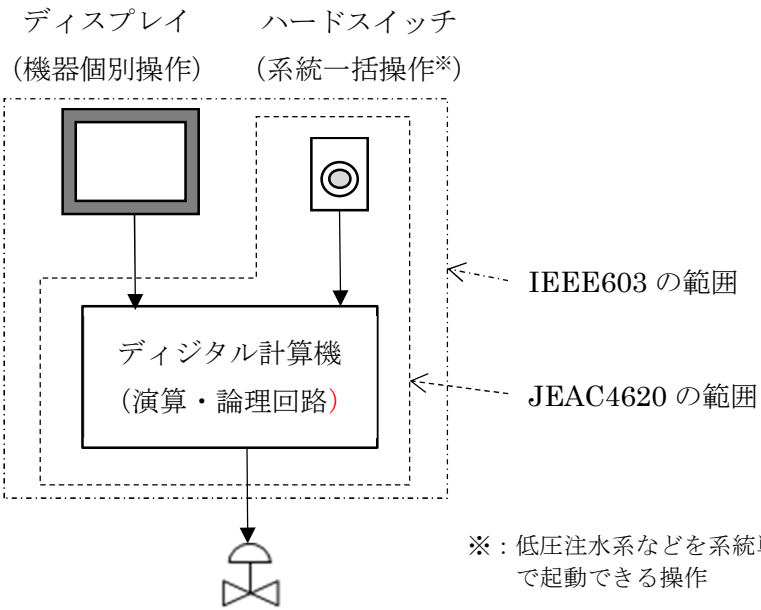 ディスプレイ
ハードスイッチ
(機器個別操作)
(系統一括操作※)
IEEE603 の範囲
ディジタル計算機
(演算・論理回路)
JEAC4620 の範囲
※:低圧注水系などを系統単
で起動できる操作